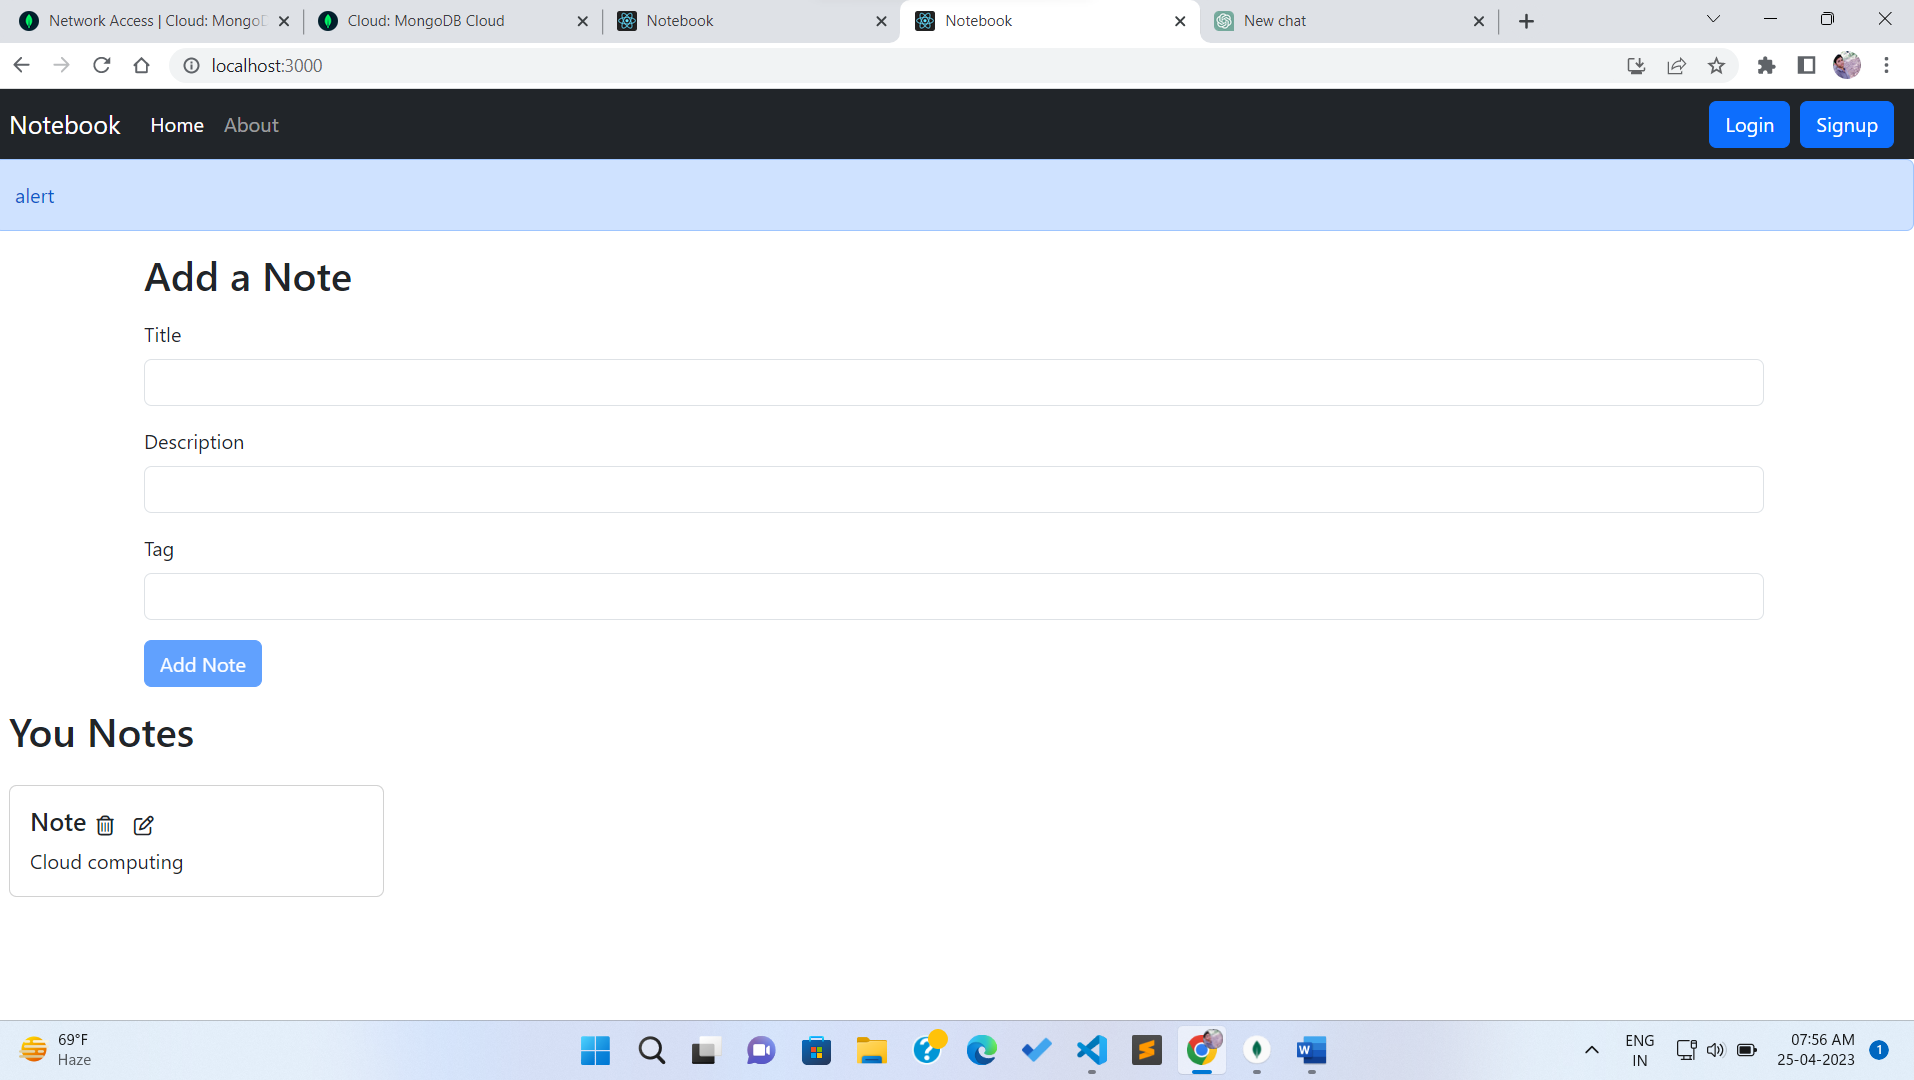 Network Access | Cloud: MongoD
Cloud: MongoDB Cloud
Notebook
Notebook
New chat
localhost:3000
Notebook
Home
About
Login
Signup
alert
Add a Note
Title
Description
Tag
Add Note
You Notes
Note
Cloud computing
69°F
Haze
ENG
IN
07:56 AM
25-04-2023
1